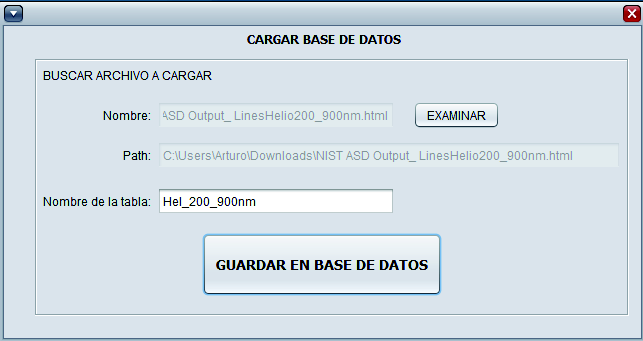 CARGAR BASE DE DATOS
BUSCAR ARCHIVO A CARGAR
Nombre: ASD Output_ LinesHelio200_900nm.html EXAMINAR
Path: C:\Users\Arturo\Downloads\NIST ASD Output_ LinesHelio200_900nm.html
Nombre de la tabla: HeI_200_900nm
GUARDAR EN BASE DE DATOS